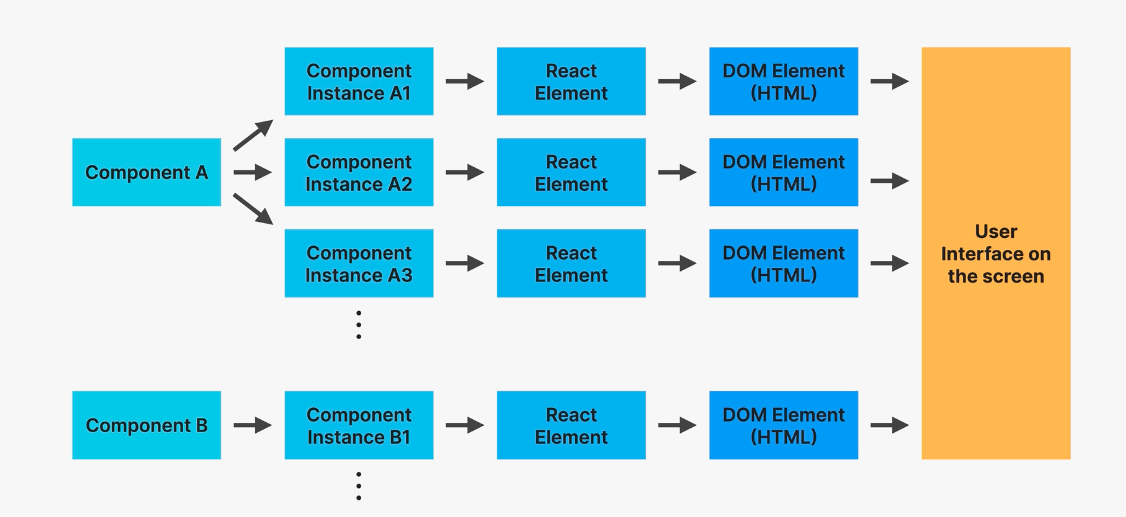 Component
Instance A1
React
Element
DOM Element
(HTML)
Component A
Component
Instance A2
React
Element
DOM Element
(HTML)
Component
Instance A3
React
Element
DOM Element
(HTML)
User
Interface on
the screen
Component B
Component
Instance B1
React
Element
DOM Element
(HTML)